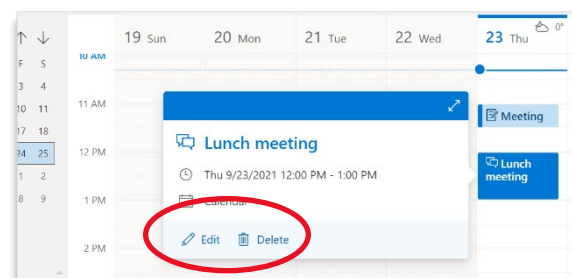 19 Sun 20 Mon 21 Tue 22 Wed 23 Thu 0°
F S
10 AM
3 4
10 11 11 AM
Meeting
17 18
Lunch meeting
24 25 12 PM
Lunch
meeting
Thu 9/23/2021 12:00 PM - 1:00 PM
1 2
8 9 1 PM
Calendar
Edit Delete
2 PM